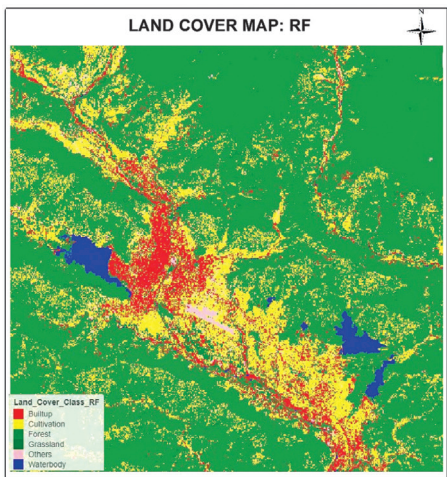 LAND COVER MAP: RF
N
Land_Cover_Class_RF
Builtup
Cultivation
Forest
Grassland
Others
Waterbody